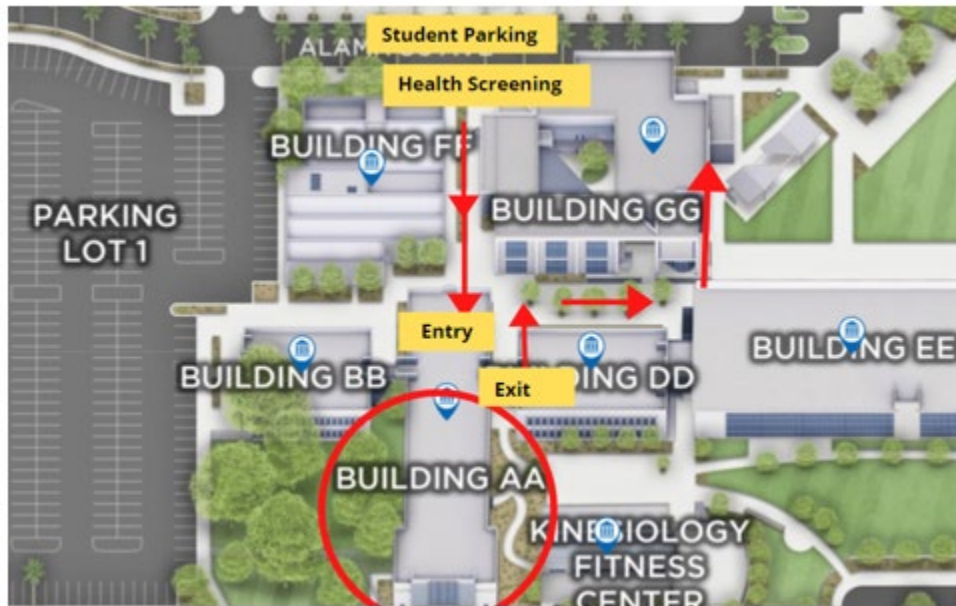 Student Parking
ALAM
Health Screening
BUILDING FF
PARKING
LOT 1
BUILDING GG
Entry
BUILDING EE
BUILDING BB
BUILDING DD
Exit
BUILDING AA
KINESIOLOGY
FITNESS
CENTER